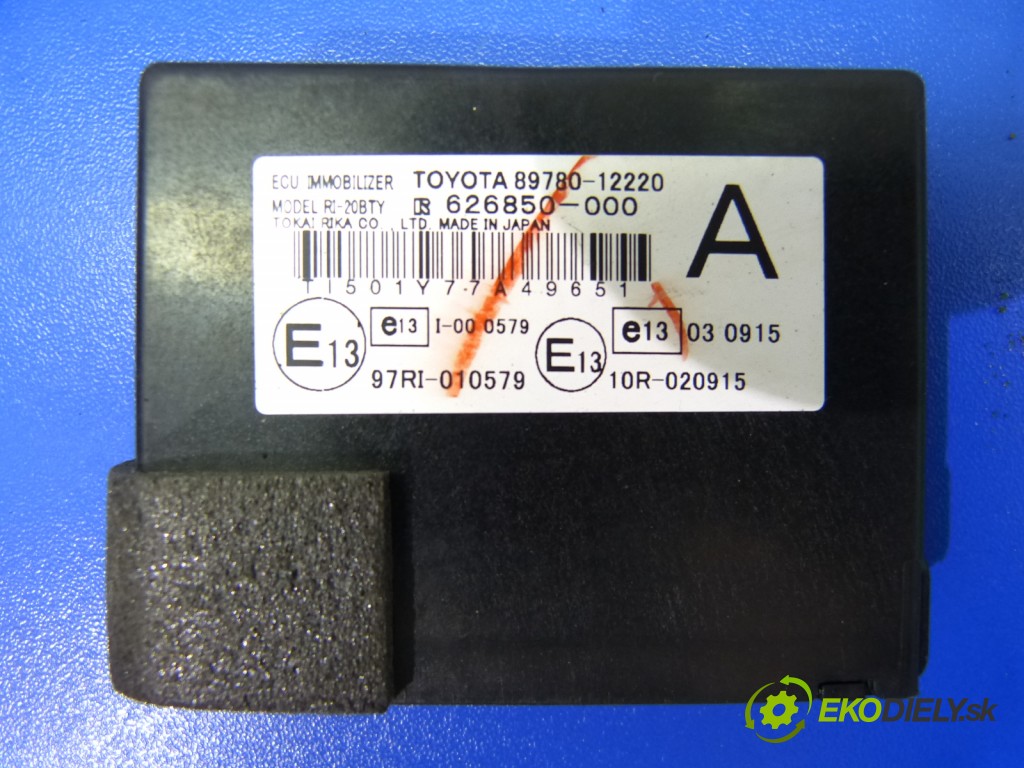 ECU IMMOBILIZER TOYOTA 89780-12220
MODEL RI-20BTY R 626850-000
TOKAI RIKA CO., LTD. MADE IN JAPAN
A
TI501Y77A49651
E13 e13 I-00 0579 E13 e13 03 0915
97RI-010579 10R-020915
EKODIELY.sk